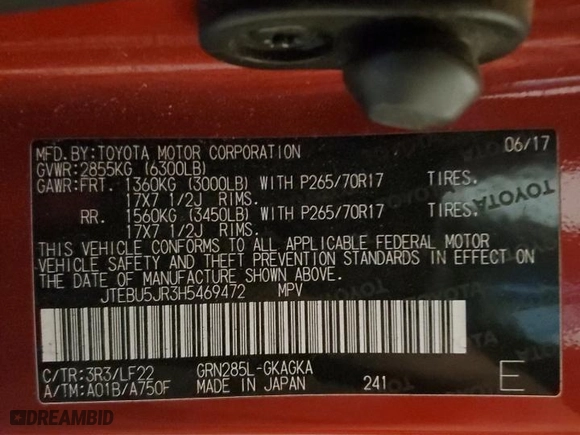 MFD.BY:TOYOTA MOTOR CORPORATION 06/17
GVWR:2855KG (6300LB)
GAWR:FRT. 1360KG (3000LB) WITH P265/70R17 TIRES.
17X7 1/2J RIMS.
RR. 1560KG (3450LB) WITH P265/70R17 TIRES.
17X7 1/2J RIMS.
THIS VEHICLE CONFORMS TO ALL APPLICABLE FEDERAL MOTOR
VEHICLE SAFETY AND THEFT PREVENTION STANDARDS IN EFFECT ON
THE DATE OF MANUFACTURE SHOWN ABOVE.
JTEBU5JR3H5469472 MPV
C/TR:3R3/LF22 GRN285L-GKAGKA
A/TM:A01B/A750F MADE IN JAPAN 241 E
TOYOTA
DREAMBID